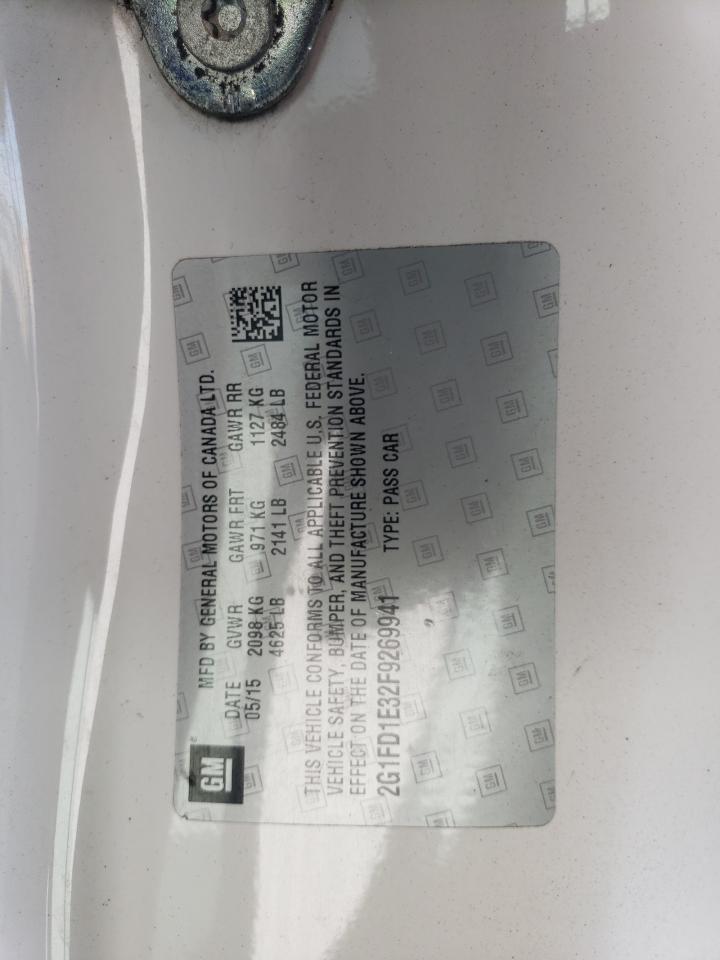 GM
MFD BY GENERAL MOTORS OF CANADA LTD.
DATE GVWR GAWR FRT GAWR RR
05/15 2098 KG 971 KG 1127 KG
4625 LB 2141 LB 2484 LB
THIS VEHICLE CONFORMS TO ALL APPLICABLE U.S. FEDERAL MOTOR
VEHICLE SAFETY, BUMPER, AND THEFT PREVENTION STANDARDS IN
EFFECT ON THE DATE OF MANUFACTURE SHOWN ABOVE.
2G1FD1E32F9269941 TYPE: PASS CAR